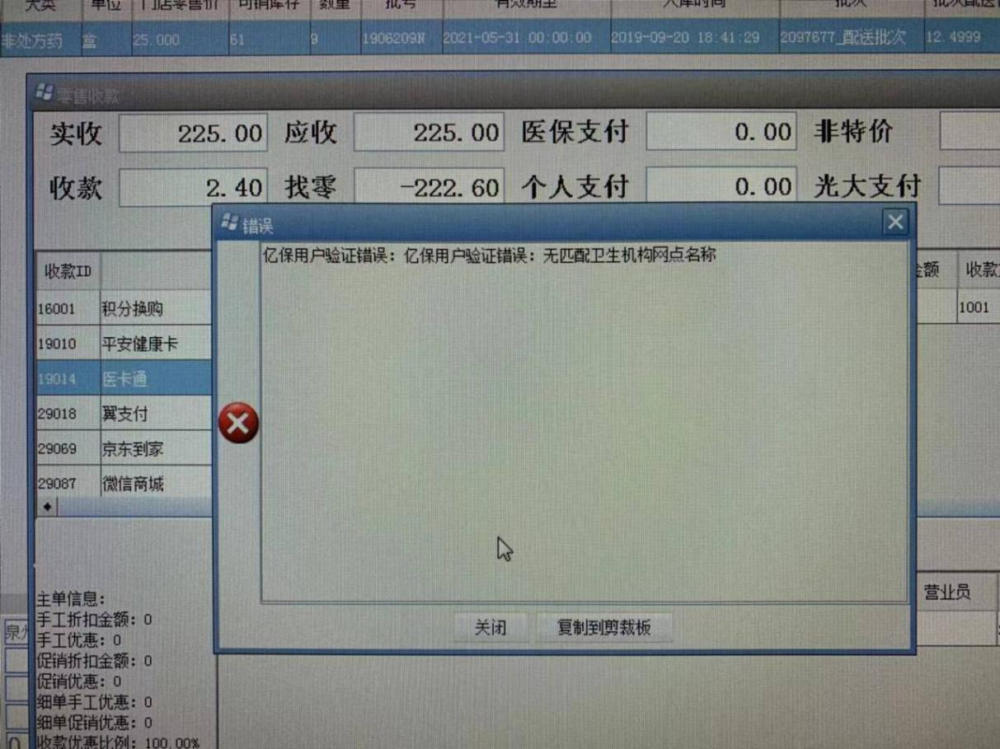 大类 单位 门店零售价 可销库存 数量 批号 有效期至 入库时间 批次
非处方药 盒 25.000 61 9 1906209N 2021-05-31 00:00:00 2019-09-20 18:41:29 2097677_配送批次 12.4999
零售收款
实收 225.00 应收 225.00 医保支付 0.00 非特价
收款 2.40 找零 -222.60 个人支付 0.00 光大支付
错误
亿保用户验证错误：亿保用户验证错误：无匹配卫生机构网点名称
收款ID 金额 收款
16001 积分换购 1001
19010 平安健康卡
19014 医卡通
29018 翼支付
29069 京东到家
29087 微信商城
营业员
主单信息：
手工折扣金额：0
手工优惠：0
促销折扣金额：0
促销优惠：0
细单手工优惠：0
细单促销优惠：0
收款优惠比例：100.00%
关闭 复制到剪裁板